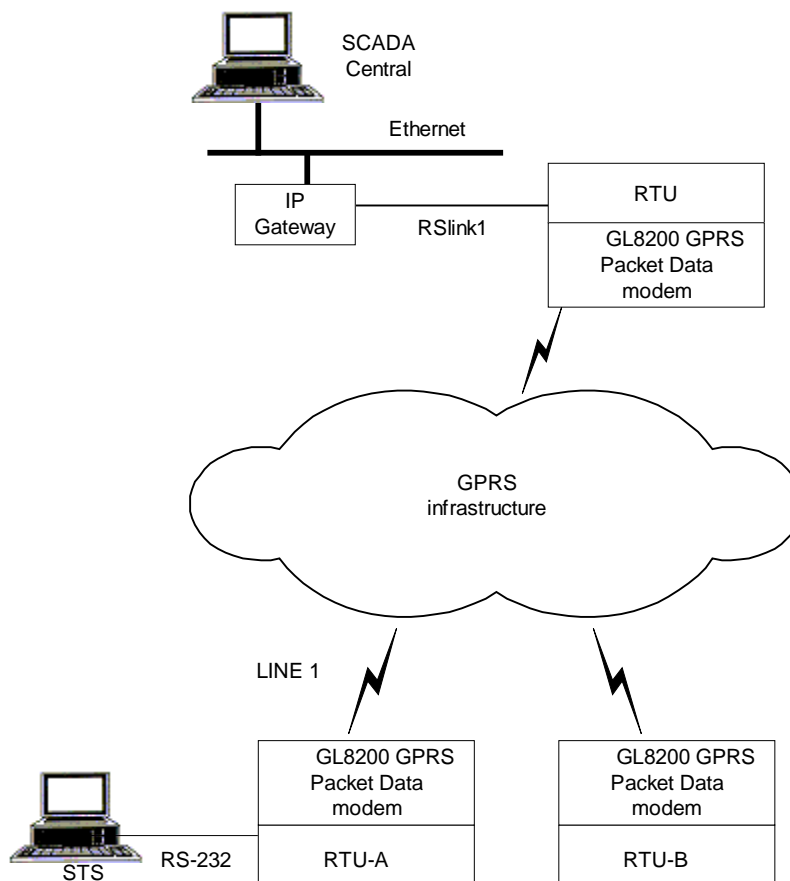 SCADA
Central
Ethernet
IP
Gateway
RSlink1
RTU
GL8200 GPRS
Packet Data
modem
GPRS
infrastructure
LINE 1
GL8200 GPRS
Packet Data
modem
RTU-A
GL8200 GPRS
Packet Data
modem
RTU-B
STS
RS-232